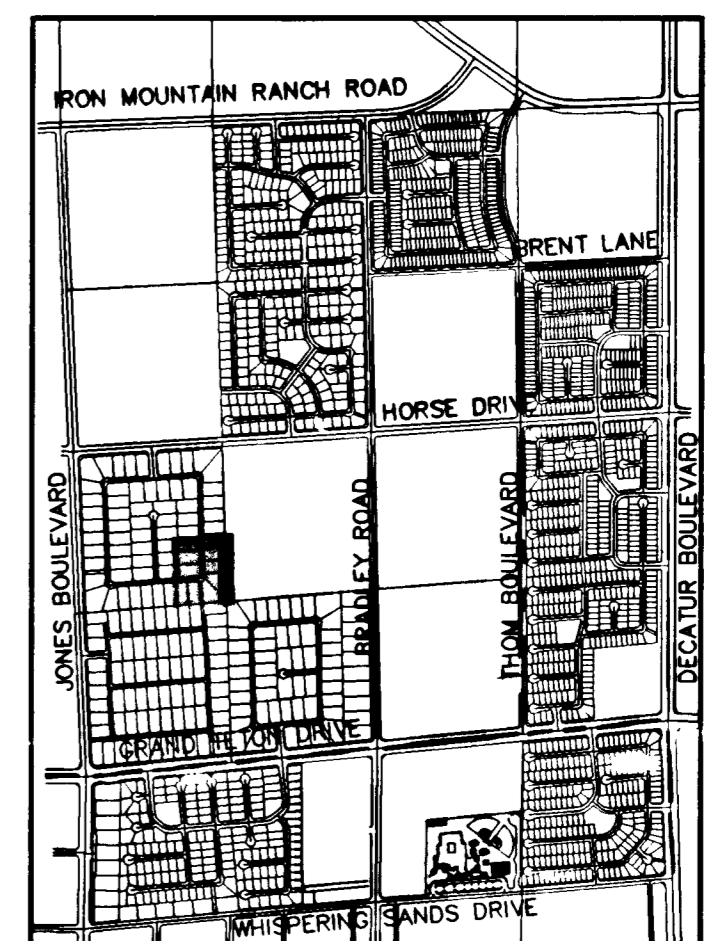 IRON MOUNTAIN RANCH ROAD
BRENT LANE
HORSE DRIVE
JONES BOULEVARD
BRADLEY ROAD
THOM BOULEVARD
DECATUR BOULEVARD
GRAND TETON DRIVE
WHISPERING SANDS DRIVE